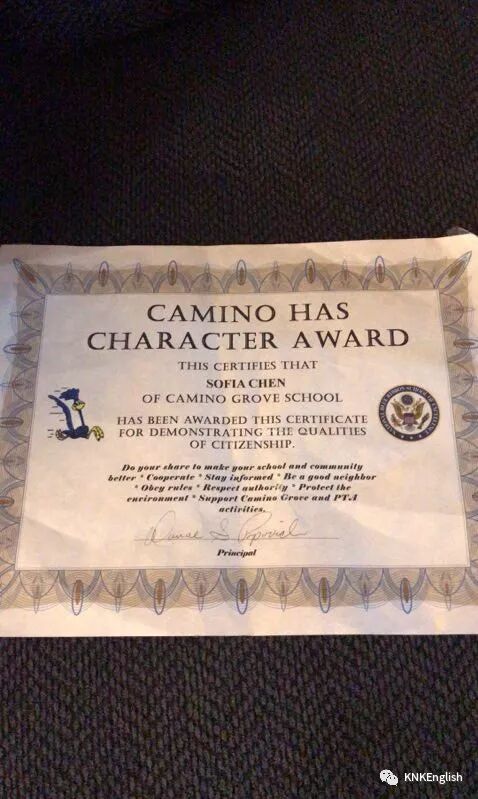 CAMINO HAS
CHARACTER AWARD
THIS CERTIFIES THAT
SOFIA CHEN
OF CAMINO GROVE SCHOOL
HAS BEEN AWARDED THIS CERTIFICATE
FOR DEMONSTRATING THE QUALITIES
OF CITIZENSHIP.
Do your share to make your school and community
better * Cooperate * Stay informed * Be a good neighbor
* Obey rules * Respect authority * Protect the
environment * Support Camino Grove and PTA
activities.
Principal
KNKEnglish